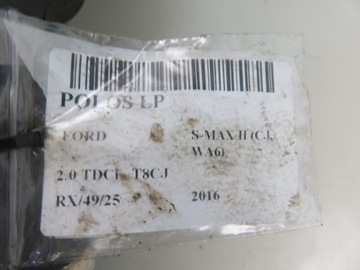 POLOS LP
FORD S-MAX II (CJ, WA6)
2.0 TDCi T8CJ
RX/49/25 2016